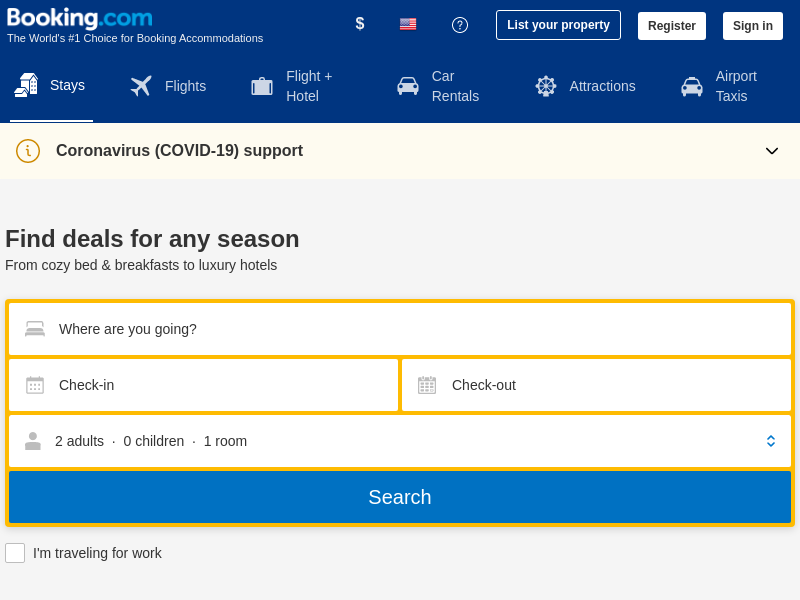 Booking.com
The World's #1 Choice for Booking Accommodations
$
List your property
Register
Sign in
Stays
Flights
Flight +
Hotel
Car
Rentals
Attractions
Airport
Taxis
Coronavirus (COVID-19) support
Find deals for any season
From cozy bed & breakfasts to luxury hotels
Where are you going?
Check-in
Check-out
2 adults · 0 children · 1 room
Search
I'm traveling for work